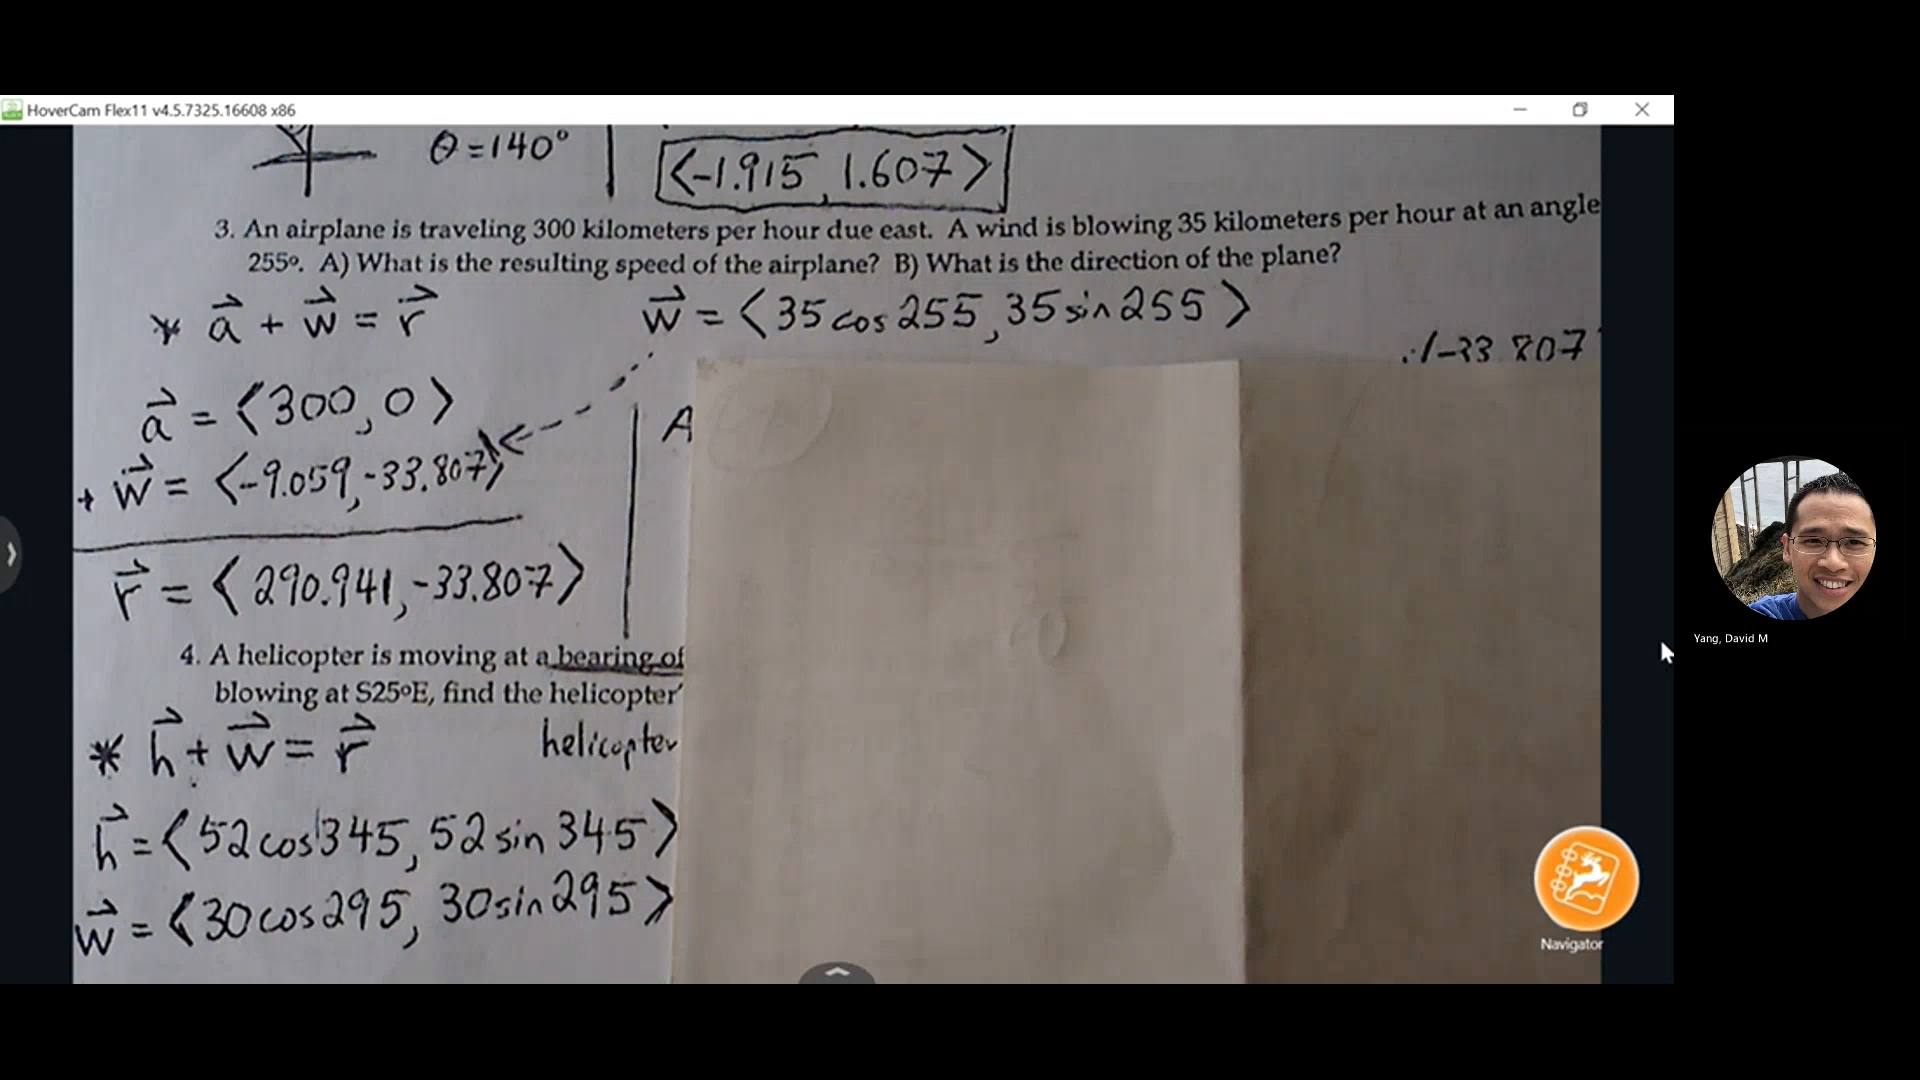 HoverCam Flex11 v4.5.7325.16608 x86
θ=140°
<-1.915, 1.607>
3. An airplane is traveling 300 kilometers per hour due east. A wind is blowing 35 kilometers per hour at an angle
255º. A) What is the resulting speed of the airplane? B) What is the direction of the plane?
* a + w = r
w = <35 cos 255, 35 sin 255>
-33.807
a = <300, 0>
A
+ w = <-9.059, -33.807>
r = <290.941, -33.807>
4. A helicopter is moving at a bearing of
blowing at S25ºE, find the helicopter'
* h + w = r
helicopter
h = <52 cos 345, 52 sin 345>
w = <30 cos 295, 30 sin 295>
Navigator
Yang, David M